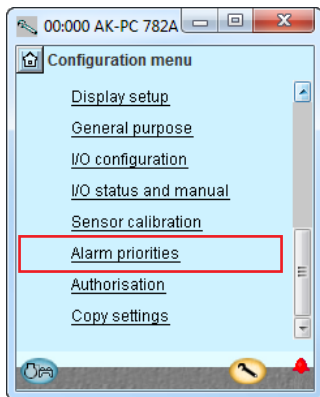 00:000 AK-PC 782A
Configuration menu
Display setup
General purpose
I/O configuration
I/O status and manual
Sensor calibration
Alarm priorities
Authorisation
Copy settings